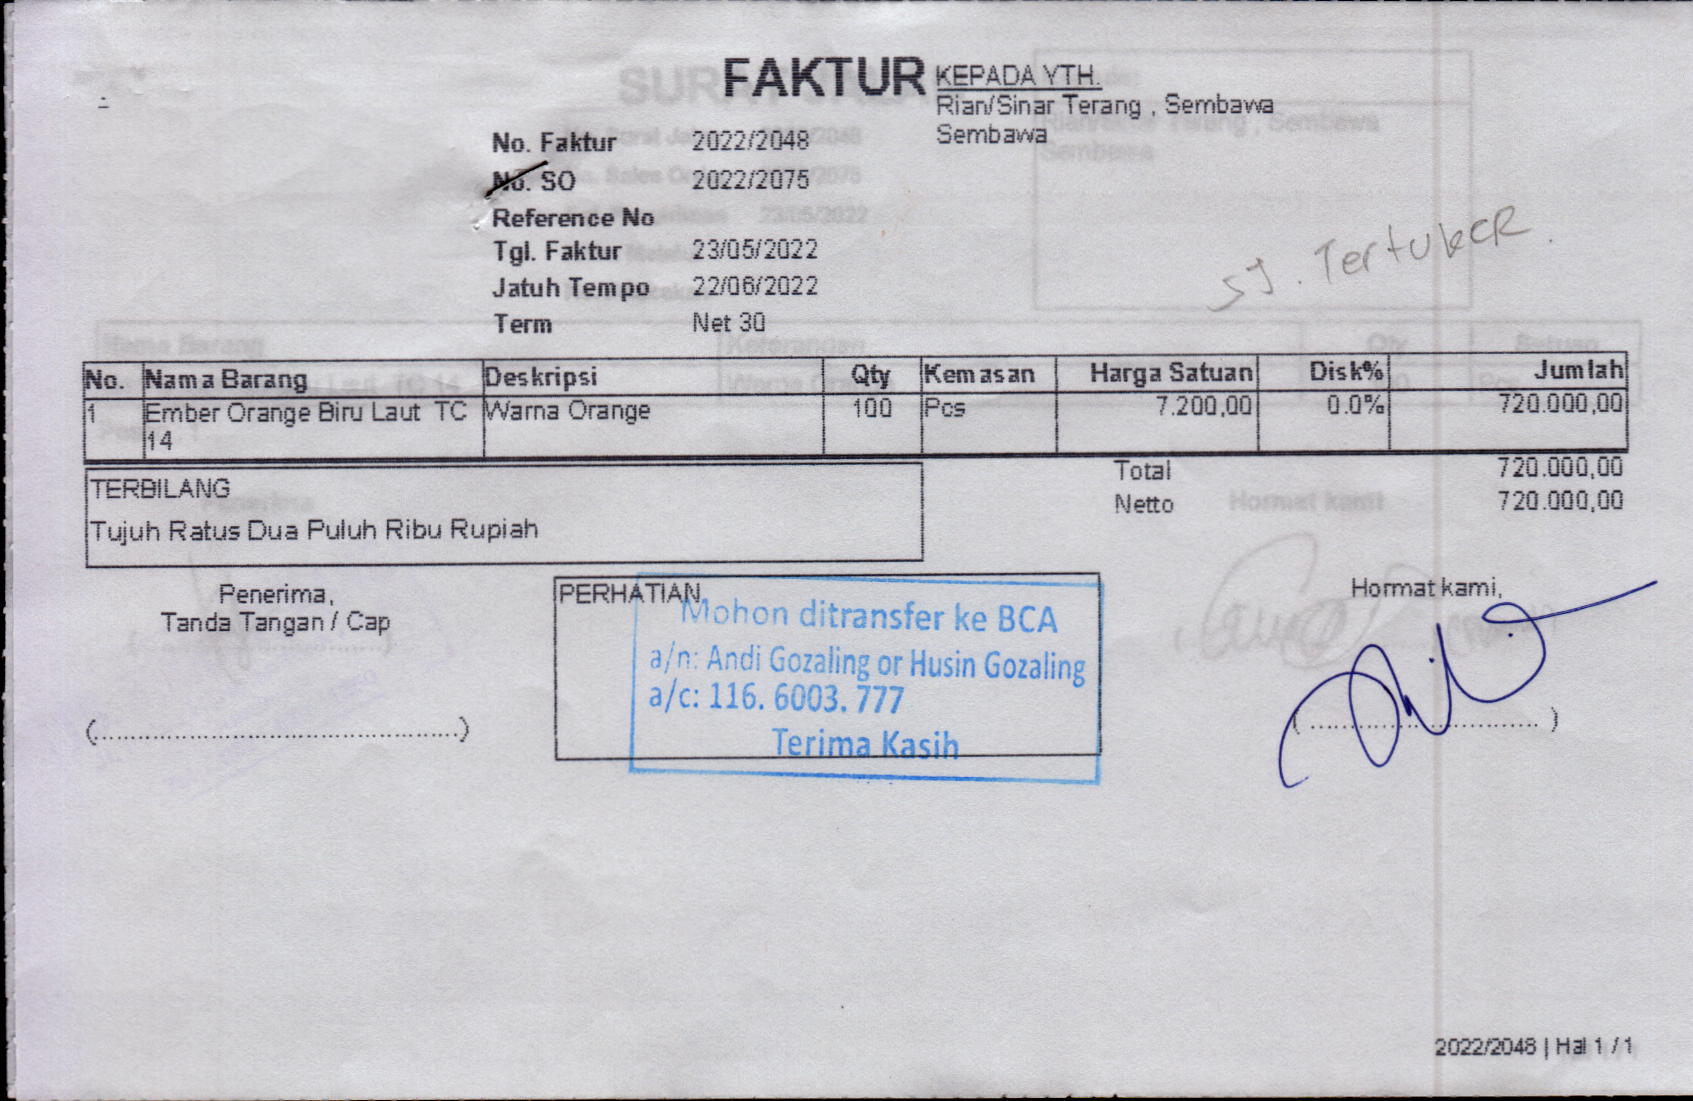 FAKTUR
KEPADA YTH.
Rian/Sinar Terang , Sembawa
Sembawa
No. Faktur 2022/2048
No. SO 2022/2075
Reference No
Tgl. Faktur 23/05/2022
Jatuh Tempo 22/06/2022
Term Net 30
SJ. Tertuker.
No. Nama Barang Deskripsi Qty Kemasan Harga Satuan Disk% Jumlah
1 Ember Orange Biru Laut TC Warna Orange 100 Pcs 7.200,00 0.0% 720.000,00
14
Total 720.000,00
Netto 720.000,00
TERBILANG
Tujuh Ratus Dua Puluh Ribu Rupiah
Penerima,
Tanda Tangan / Cap
(............................................)
PERHATIAN
Mohon ditransfer ke BCA
a/n: Andi Gozaling or Husin Gozaling
a/c: 116. 6003. 777
Terima Kasih
Hormat kami,
( ............................ )
2022/2048 | Hal 1 / 1